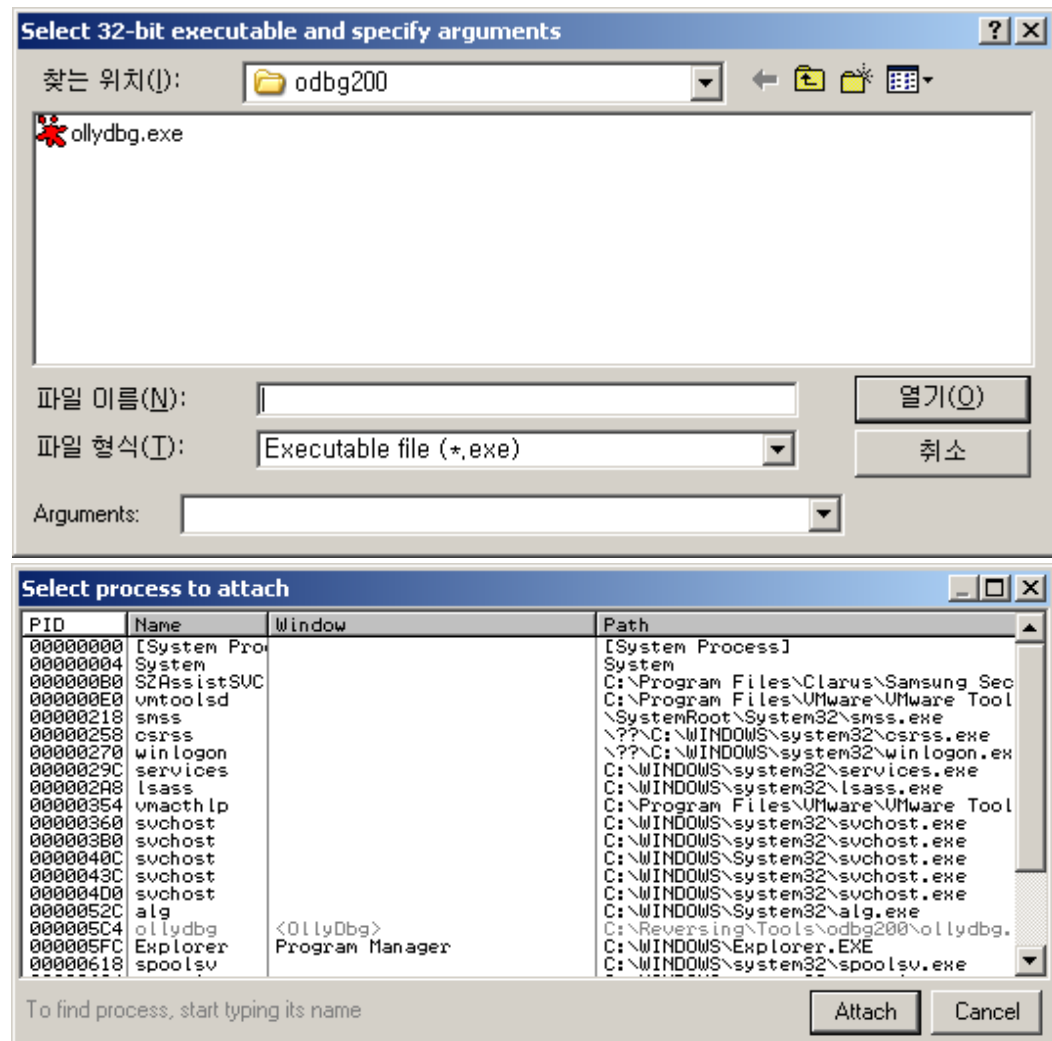 Select 32-bit executable and specify arguments
찾는 위치(I): odbg200
ollydbg.exe
파일 이름(N): 열기(O)
파일 형식(T): Executable file (*.exe) 취소
Arguments:
Select process to attach
PID Name Window Path
00000000 [System Pro [System Process]
00000004 System System
000000B0 SZAssistSVC C:\Program Files\Clarus\Samsung Sec
000000E0 vmtoolsd C:\Program Files\VMware\VMware Tool
00000218 smss \SystemRoot\System32\smss.exe
00000258 csrss \??\C:\WINDOWS\system32\csrss.exe
00000270 winlogon \??\C:\WINDOWS\system32\winlogon.ex
0000029C services C:\WINDOWS\system32\services.exe
000002A8 lsass C:\WINDOWS\system32\lsass.exe
00000354 vmacthlp C:\Program Files\VMware\VMware Tool
00000360 svchost C:\WINDOWS\system32\svchost.exe
000003B0 svchost C:\WINDOWS\system32\svchost.exe
0000040C svchost C:\WINDOWS\System32\svchost.exe
0000043C svchost C:\WINDOWS\system32\svchost.exe
000004D0 svchost C:\WINDOWS\system32\svchost.exe
0000052C alg C:\WINDOWS\System32\alg.exe
000005C4 ollydbg <OllyDbg> C:\Reversing\Tools\odbg200\ollydbg.
000005FC Explorer Program Manager C:\WINDOWS\Explorer.EXE
00000618 spoolsv C:\WINDOWS\system32\spoolsv.exe
To find process, start typing its name Attach Cancel